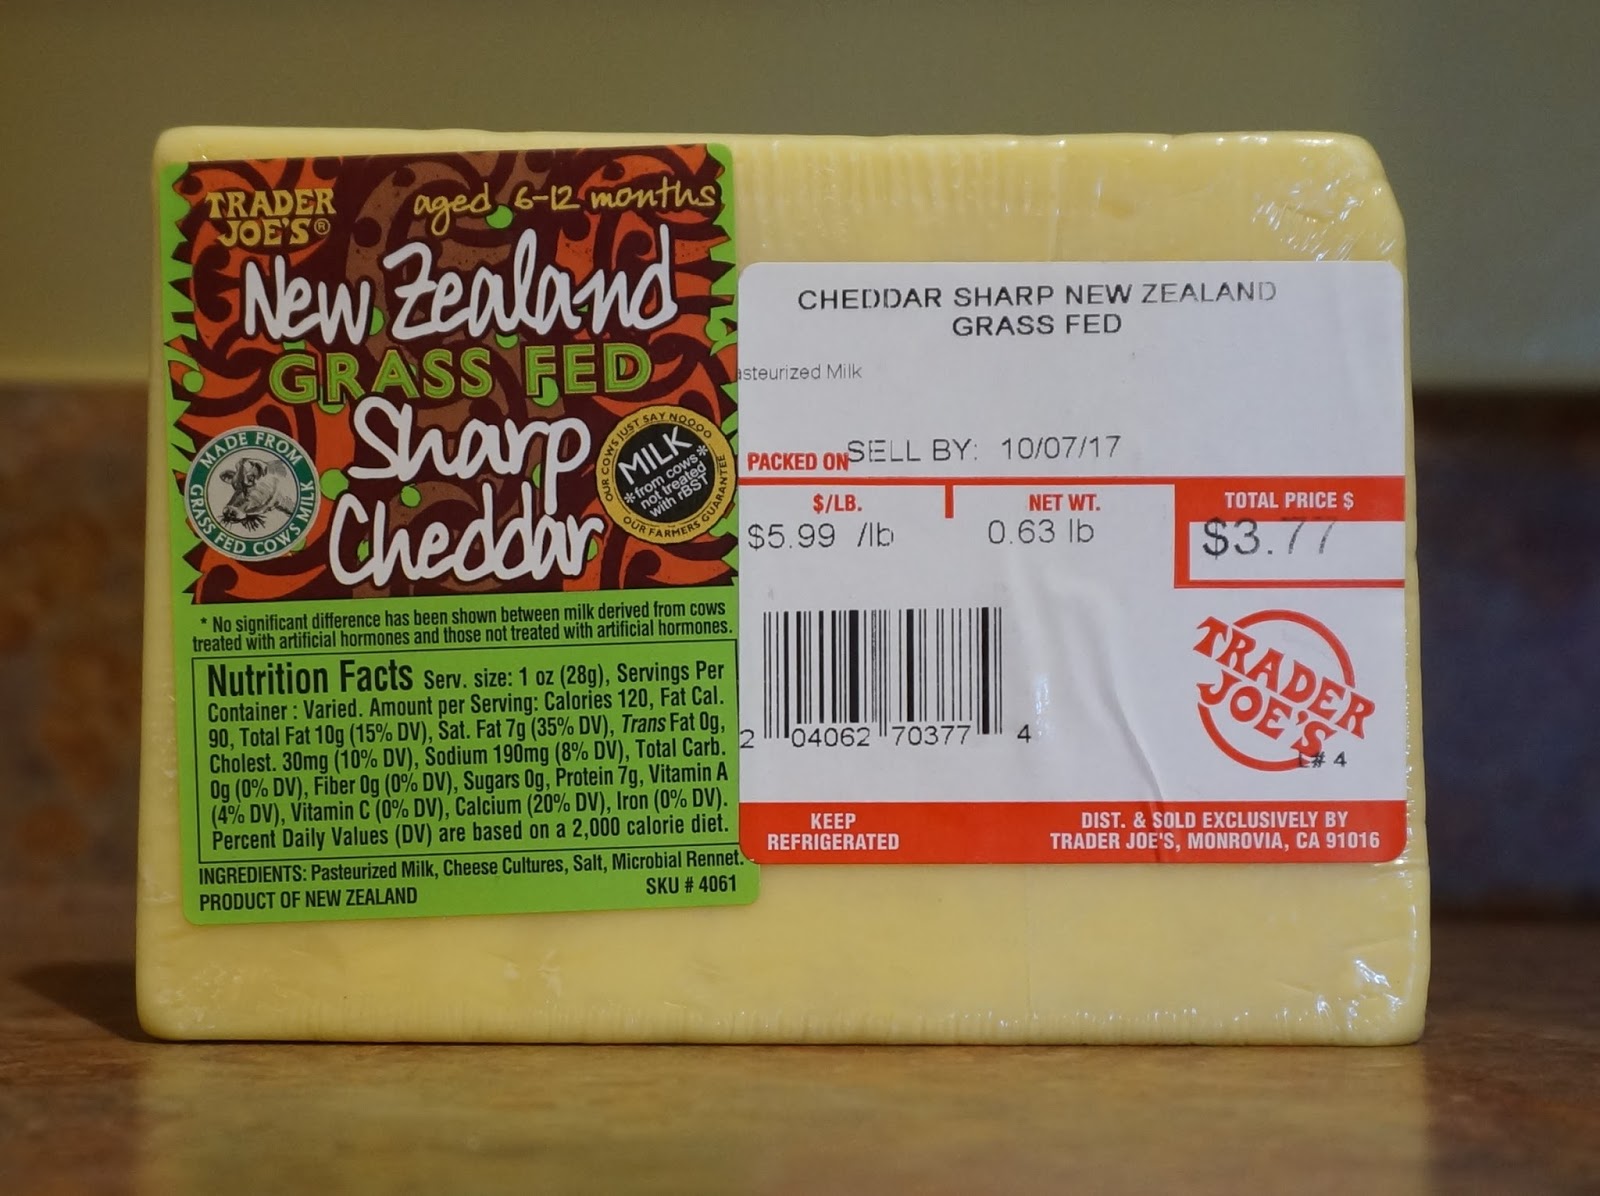 TRADER JOE'S®
aged 6-12 months
New Zealand
GRASS FED
Sharp
Cheddar
MADE FROM GRASS FED COWS MILK
OUR COWS JUST SAY NOOOO
MILK
*from cows*
not treated
with rBST
OUR FARMERS GUARANTEE
* No significant difference has been shown between milk derived from cows
treated with artificial hormones and those not treated with artificial hormones.
Nutrition Facts Serv. size: 1 oz (28g), Servings Per
Container : Varied. Amount per Serving: Calories 120, Fat Cal.
90, Total Fat 10g (15% DV), Sat. Fat 7g (35% DV), Trans Fat 0g,
Cholest. 30mg (10% DV), Sodium 190mg (8% DV), Total Carb.
0g (0% DV), Fiber 0g (0% DV), Sugars 0g, Protein 7g, Vitamin A
(4% DV), Vitamin C (0% DV), Calcium (20% DV), Iron (0% DV).
Percent Daily Values (DV) are based on a 2,000 calorie diet.
INGREDIENTS: Pasteurized Milk, Cheese Cultures, Salt, Microbial Rennet.
PRODUCT OF NEW ZEALAND SKU # 4061
CHEDDAR SHARP NEW ZEALAND
GRASS FED
asteurized Milk
PACKED ON SELL BY: 10/07/17
$/LB. NET WT. TOTAL PRICE $
$5.99 /lb 0.63 lb $3.77
2 04062 70377 4
TRADER JOE'S
L# 4
KEEP
REFRIGERATED
DIST. & SOLD EXCLUSIVELY BY
TRADER JOE'S, MONROVIA, CA 91016